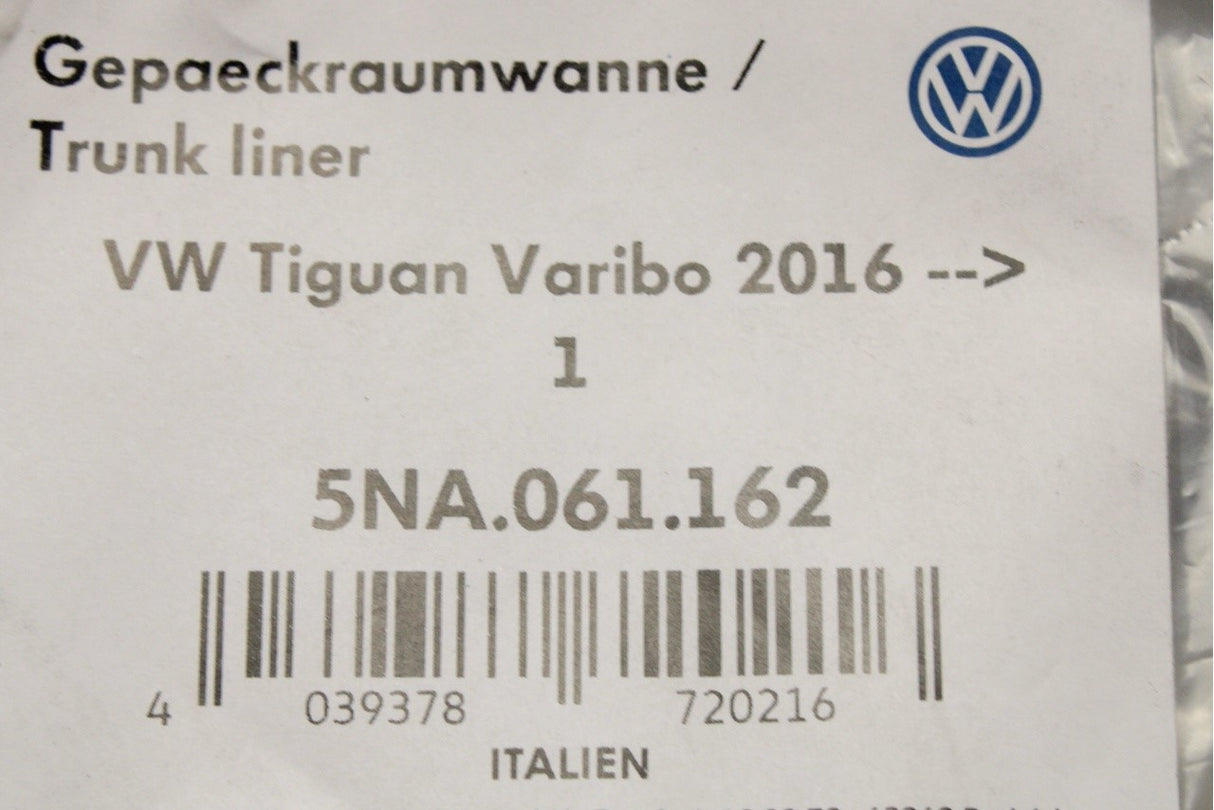 Gepaeckraumwanne /
Trunk liner
VW Tiguan Varibo 2016 -->
1
5NA.061.162
4 039378 720216
ITALIEN